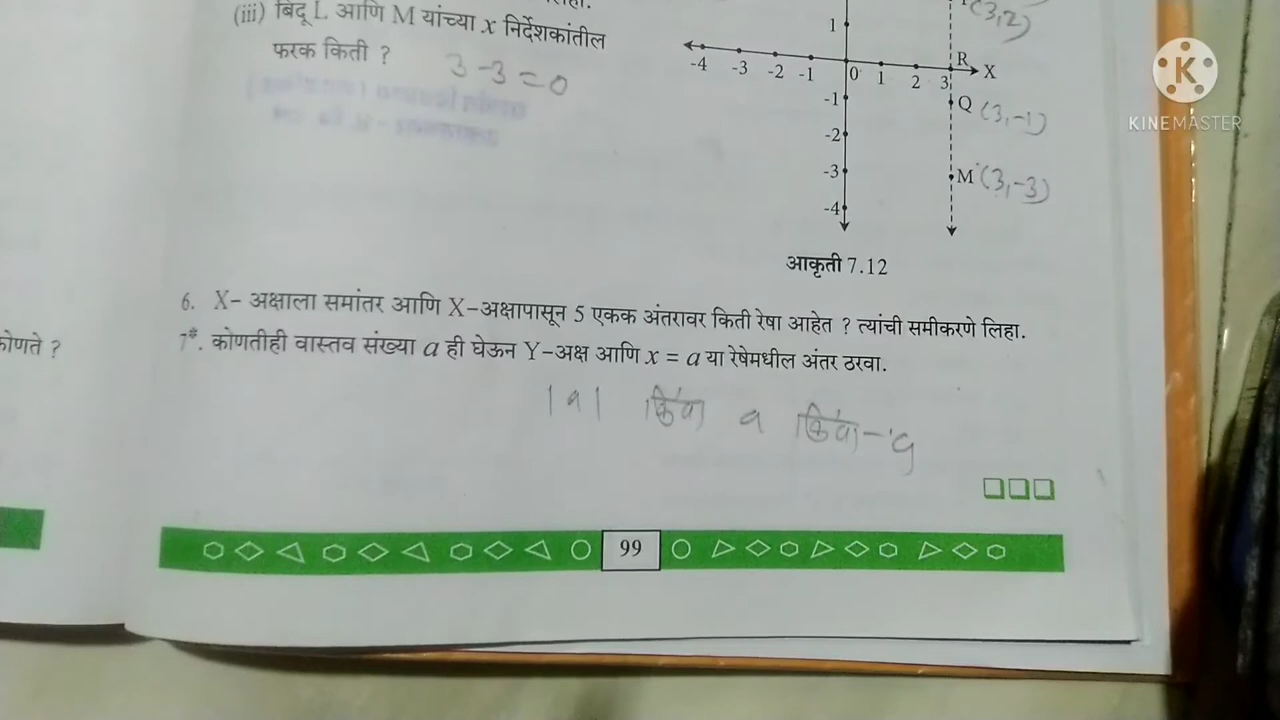 (iii) बिंदू L आणि M यांच्या x निर्देशकांतील
फरक किती ? 3 - 3 = 0
(3,2)
1
-4 -3 -2 -1 0 1 2 3 R X
-1 Q (3,-1)
-2
-3 M (3,-3)
-4
आकृती 7.12
6. X- अक्षाला समांतर आणि X-अक्षापासून 5 एकक अंतरावर किती रेषा आहेत ? त्यांची समीकरणे लिहा.
7*. कोणतीही वास्तव संख्या a ही घेऊन Y-अक्ष आणि x = a या रेषेमधील अंतर ठरवा.
कोणते ?
|a| किंवा a किंवा -a
99
K
KINEMASTER